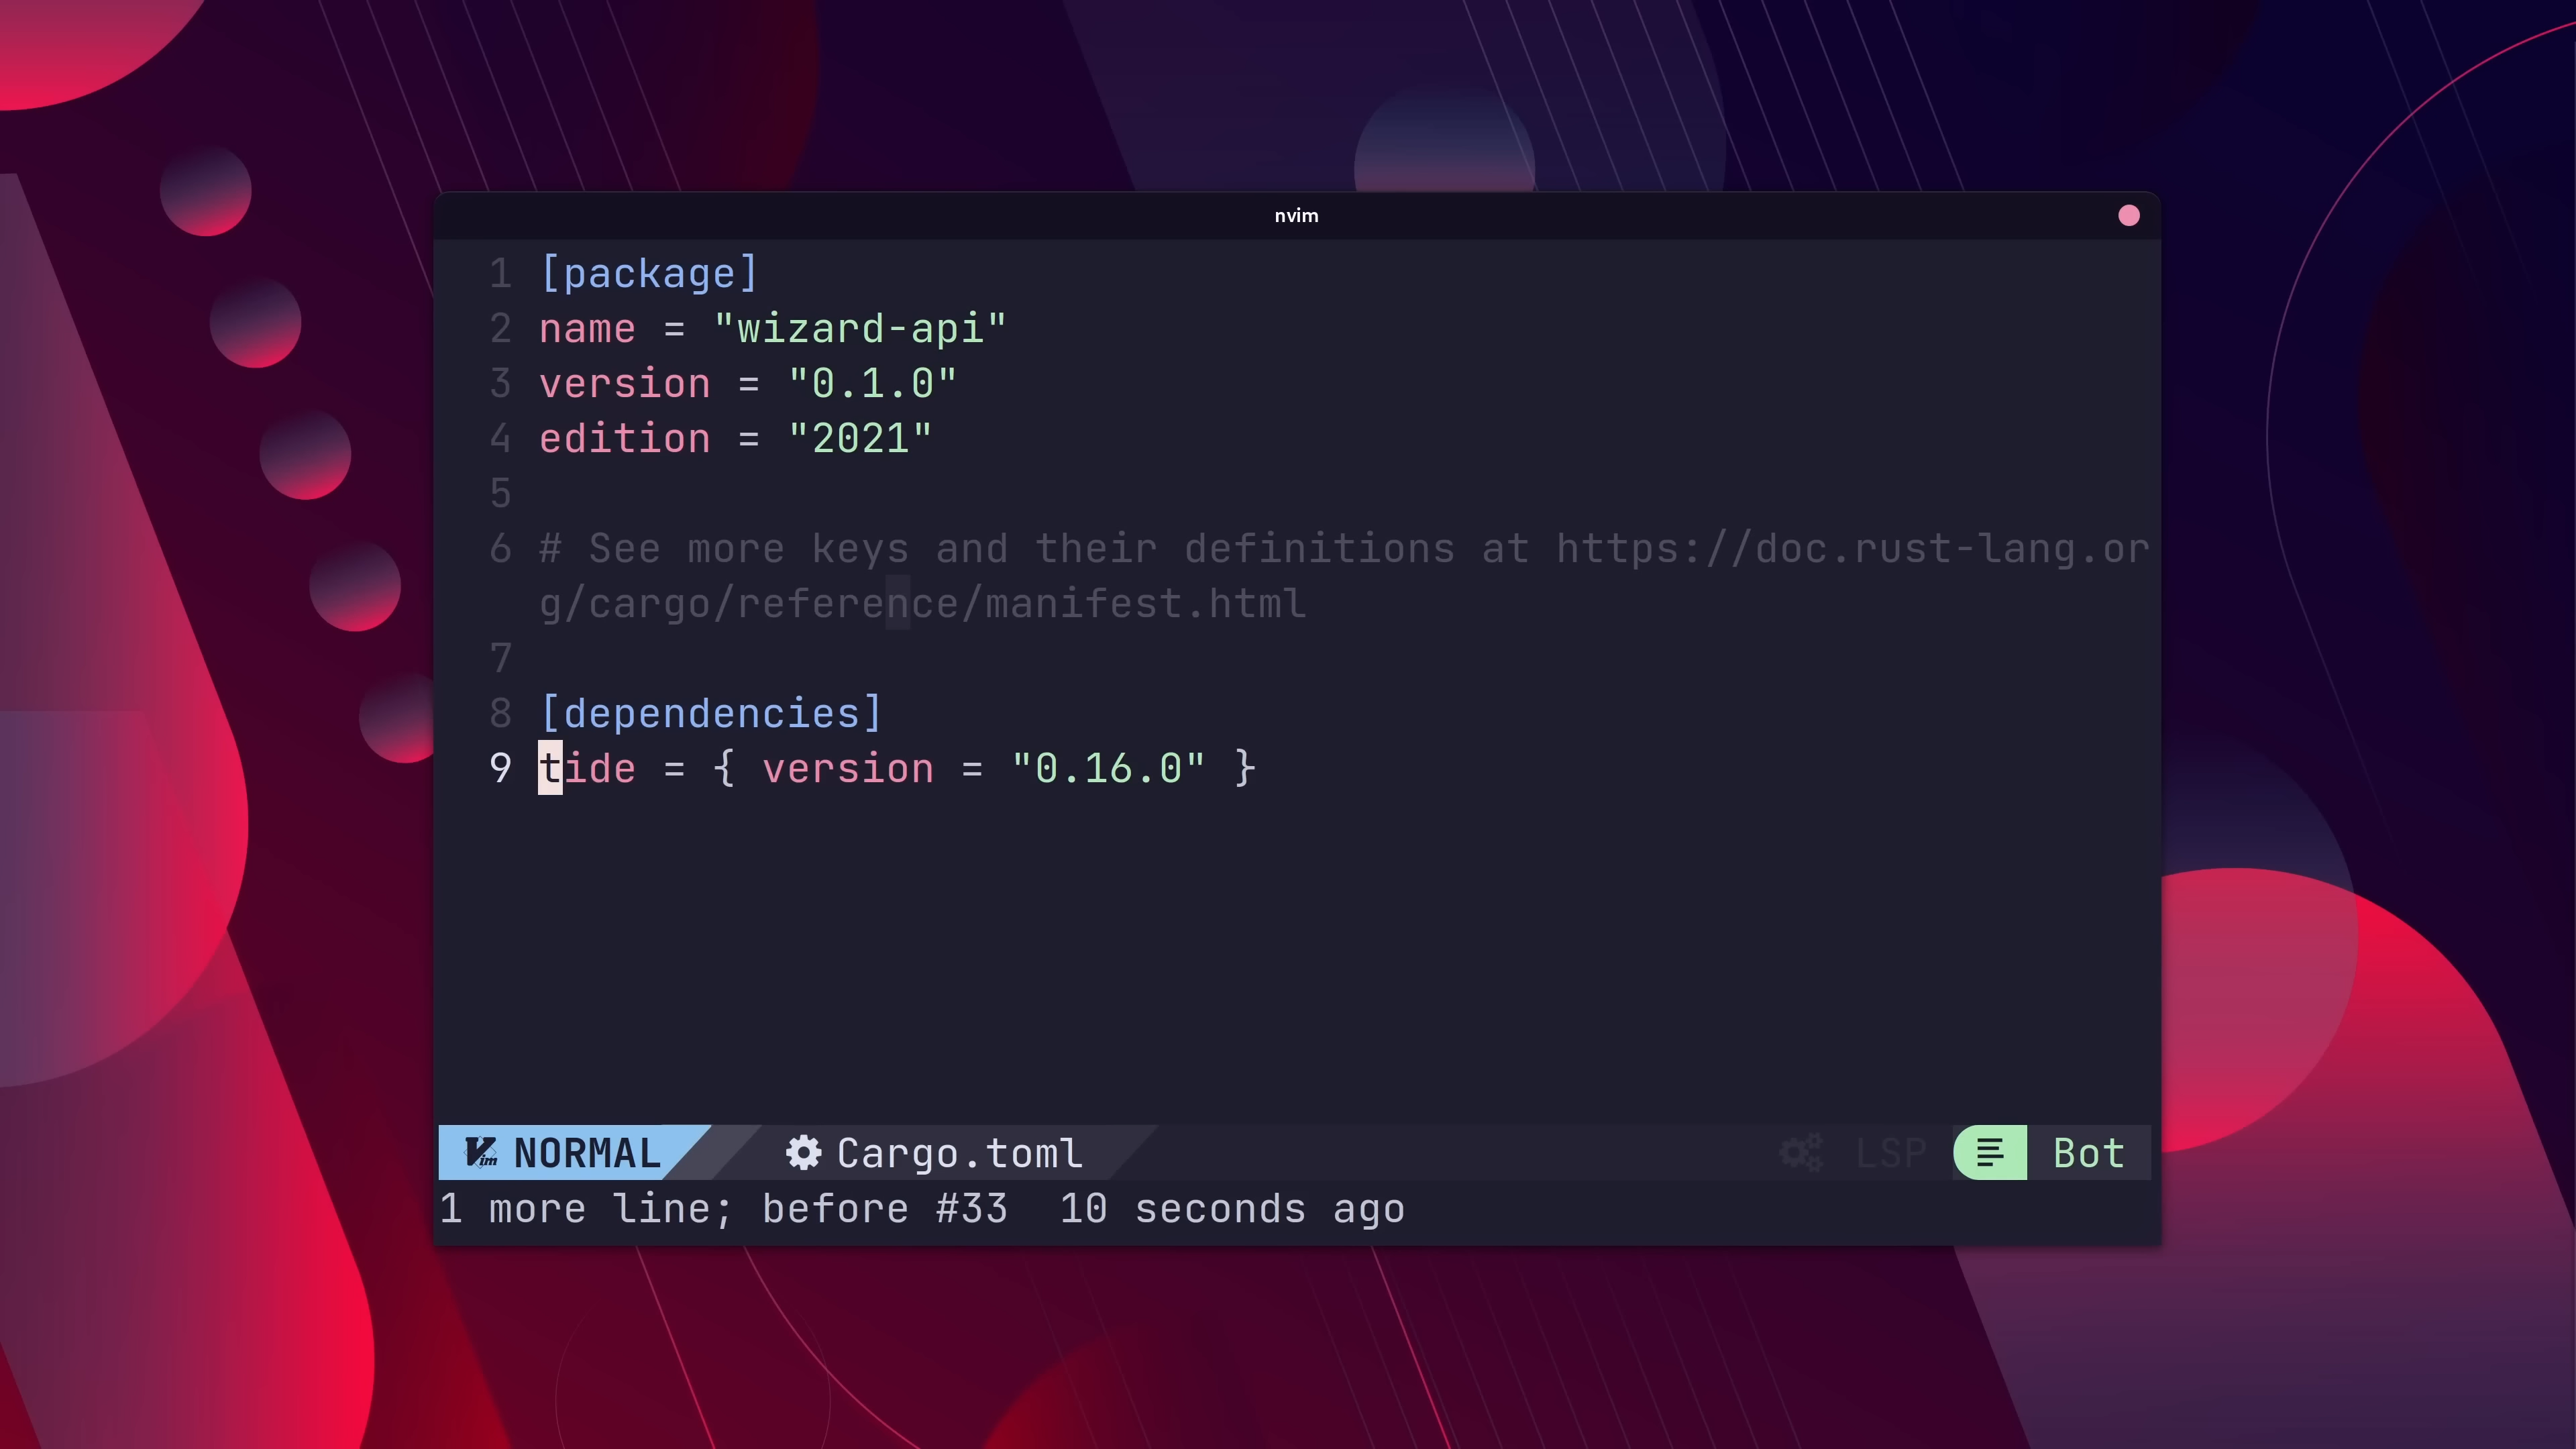 nvim
1 [package]
2 name = "wizard-api"
3 version = "0.1.0"
4 edition = "2021"
5
6 # See more keys and their definitions at https://doc.rust-lang.or
g/cargo/reference/manifest.html
7
8 [dependencies]
9 tide = { version = "0.16.0" }
NORMAL Cargo.toml LSP Bot
1 more line; before #33  10 seconds ago